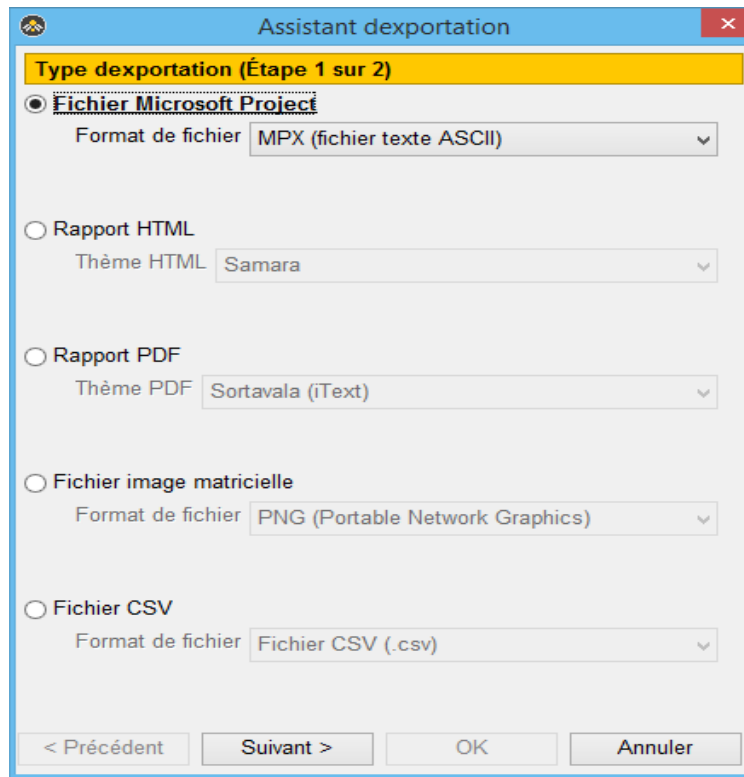 Assistant dexportation
Type dexportation (Étape 1 sur 2)
Fichier Microsoft Project
Format de fichier MPX (fichier texte ASCII)
Rapport HTML
Thème HTML Samara
Rapport PDF
Thème PDF Sortavala (iText)
Fichier image matricielle
Format de fichier PNG (Portable Network Graphics)
Fichier CSV
Format de fichier Fichier CSV (.csv)
< Précédent Suivant > OK Annuler